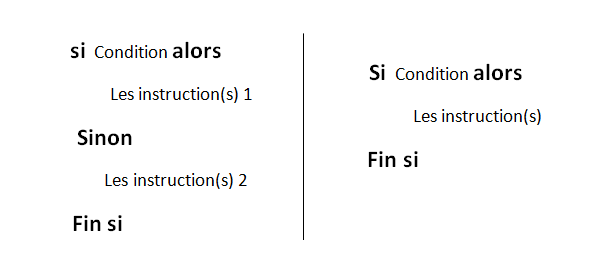 si Condition alors
Les instruction(s) 1
Sinon
Les instruction(s) 2
Fin si
Si Condition alors
Les instruction(s)
Fin si